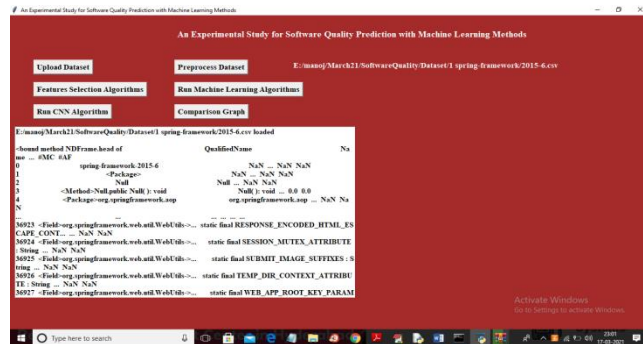 An Experimental Study for Software Quality Prediction with Machine Learning Methods
An Experimental Study for Software Quality Prediction with Machine Learning Methods
Upload Dataset
Preprocess Dataset
E:/manoj/March21/SoftwareQuality/Dataset/1 spring-framework/2015-6.csv
Features Selection Algorithms
Run Machine Learning Algorithms
Run CNN Algorithm
Comparison Graph
E:/manoj/March21/SoftwareQuality/Dataset/1 spring-framework/2015-6.csv loaded
<bound method NDFrame.head of QualifiedName Na
me ... #MC #AF
0 spring-framework-2015-6 NaN ... NaN NaN
1 <Package> NaN ... NaN NaN
2 Null Null ... NaN NaN
3 <Method>Null.public Null( ): void Null( ): void ... 0.0 0.0
4 <Package>org.springframework.aop org.springframework.aop ... NaN Na
N
... ... ... ... ... ...
36923 <Field>org.springframework.web.util.WebUtils->... static final RESPONSE_ENCODED_HTML_ES
CAPE_CONT... ... NaN NaN
36924 <Field>org.springframework.web.util.WebUtils->... static final SESSION_MUTEX_ATTRIBUTE
: String ... NaN NaN
36925 <Field>org.springframework.web.util.WebUtils->... static final SUBMIT_IMAGE_SUFFIXES : S
tring ... NaN NaN
36926 <Field>org.springframework.web.util.WebUtils->... static final TEMP_DIR_CONTEXT_ATTRIBU
TE : String ... NaN NaN
36927 <Field>org.springframework.web.util.WebUtils->... static final WEB_APP_ROOT_KEY_PARAM
Activate Windows
Go to Settings to activate Windows.
Type here to search
23:01
17-03-2021